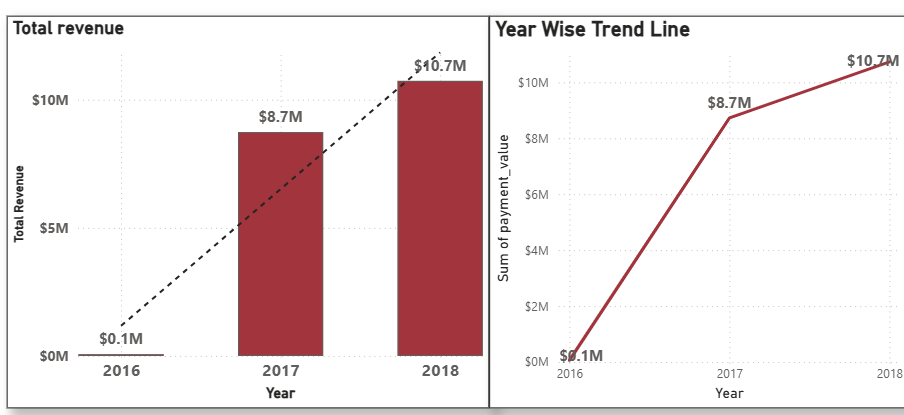 Total revenue
$10M
$5M
$0M
Total Revenue
$0.1M
$8.7M
$10.7M
2016
2017
2018
Year
Year Wise Trend Line
$10M
$8M
$6M
$4M
$2M
$0M
Sum of payment_value
$0.1M
$8.7M
$10.7M
2016
2017
2018
Year